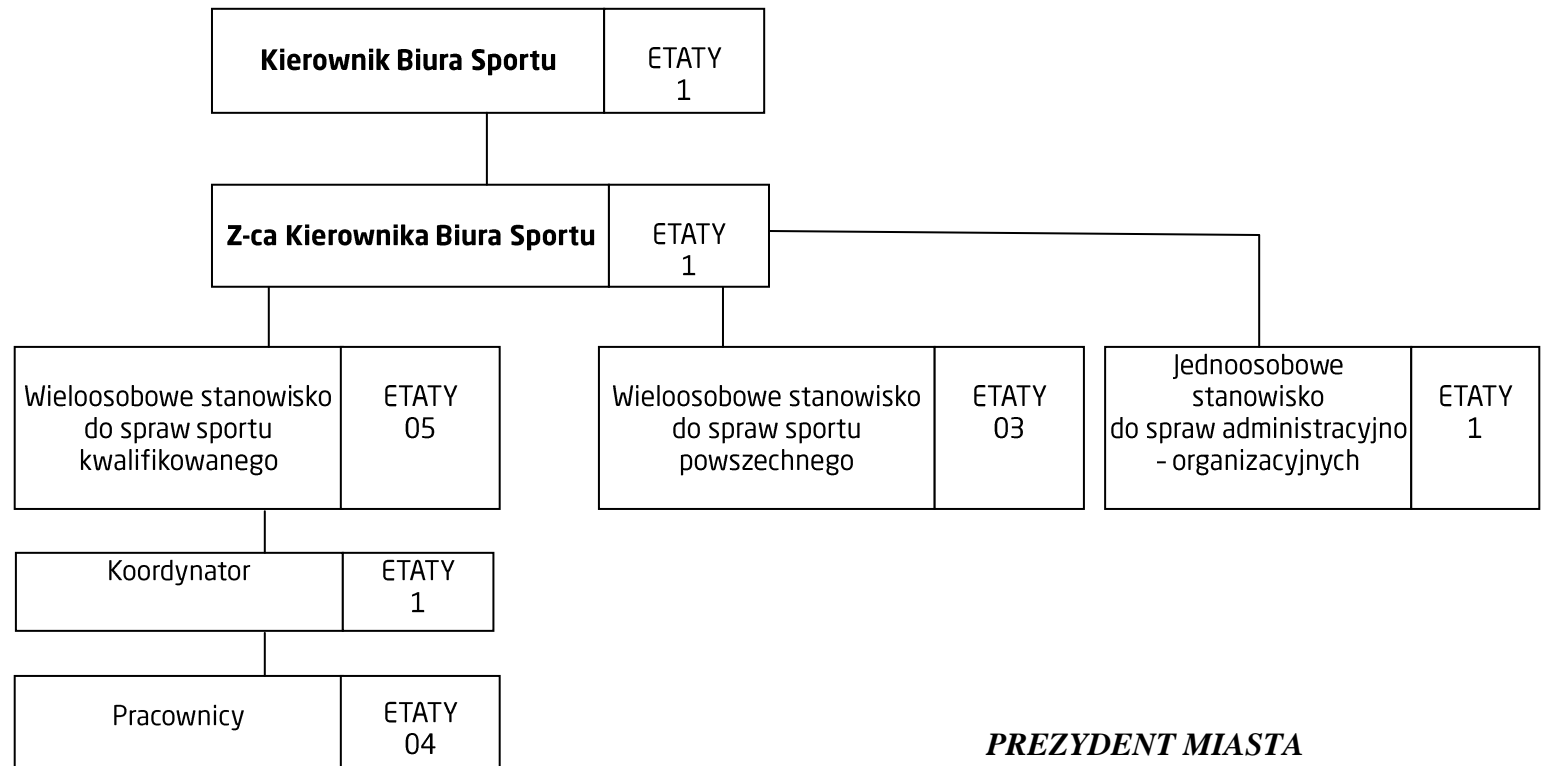 Kierownik Biura Sportu
ETATY
1
Z-ca Kierownika Biura Sportu
ETATY
1
Wieloosobowe stanowisko
do spraw sportu
kwalifikowanego
ETATY
05
Wieloosobowe stanowisko
do spraw sportu
powszechnego
ETATY
03
Jednoosobowe
stanowisko
do spraw administracyjno
– organizacyjnych
ETATY
1
Koordynator
ETATY
1
Pracownicy
ETATY
04
PREZYDENT MIASTA